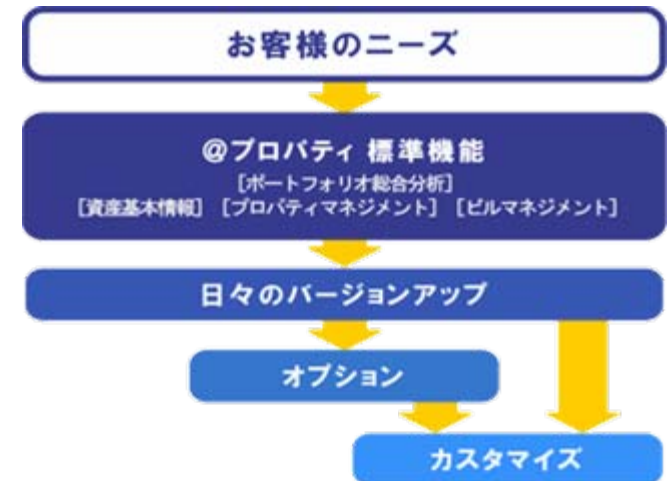 お客様のニーズ
@プロパティ 標準機能
[ポートフォリオ総合分析]
[資産基本情報] [プロパティマネジメント] [ビルマネジメント]
日々のバージョンアップ
オプション
カスタマイズ